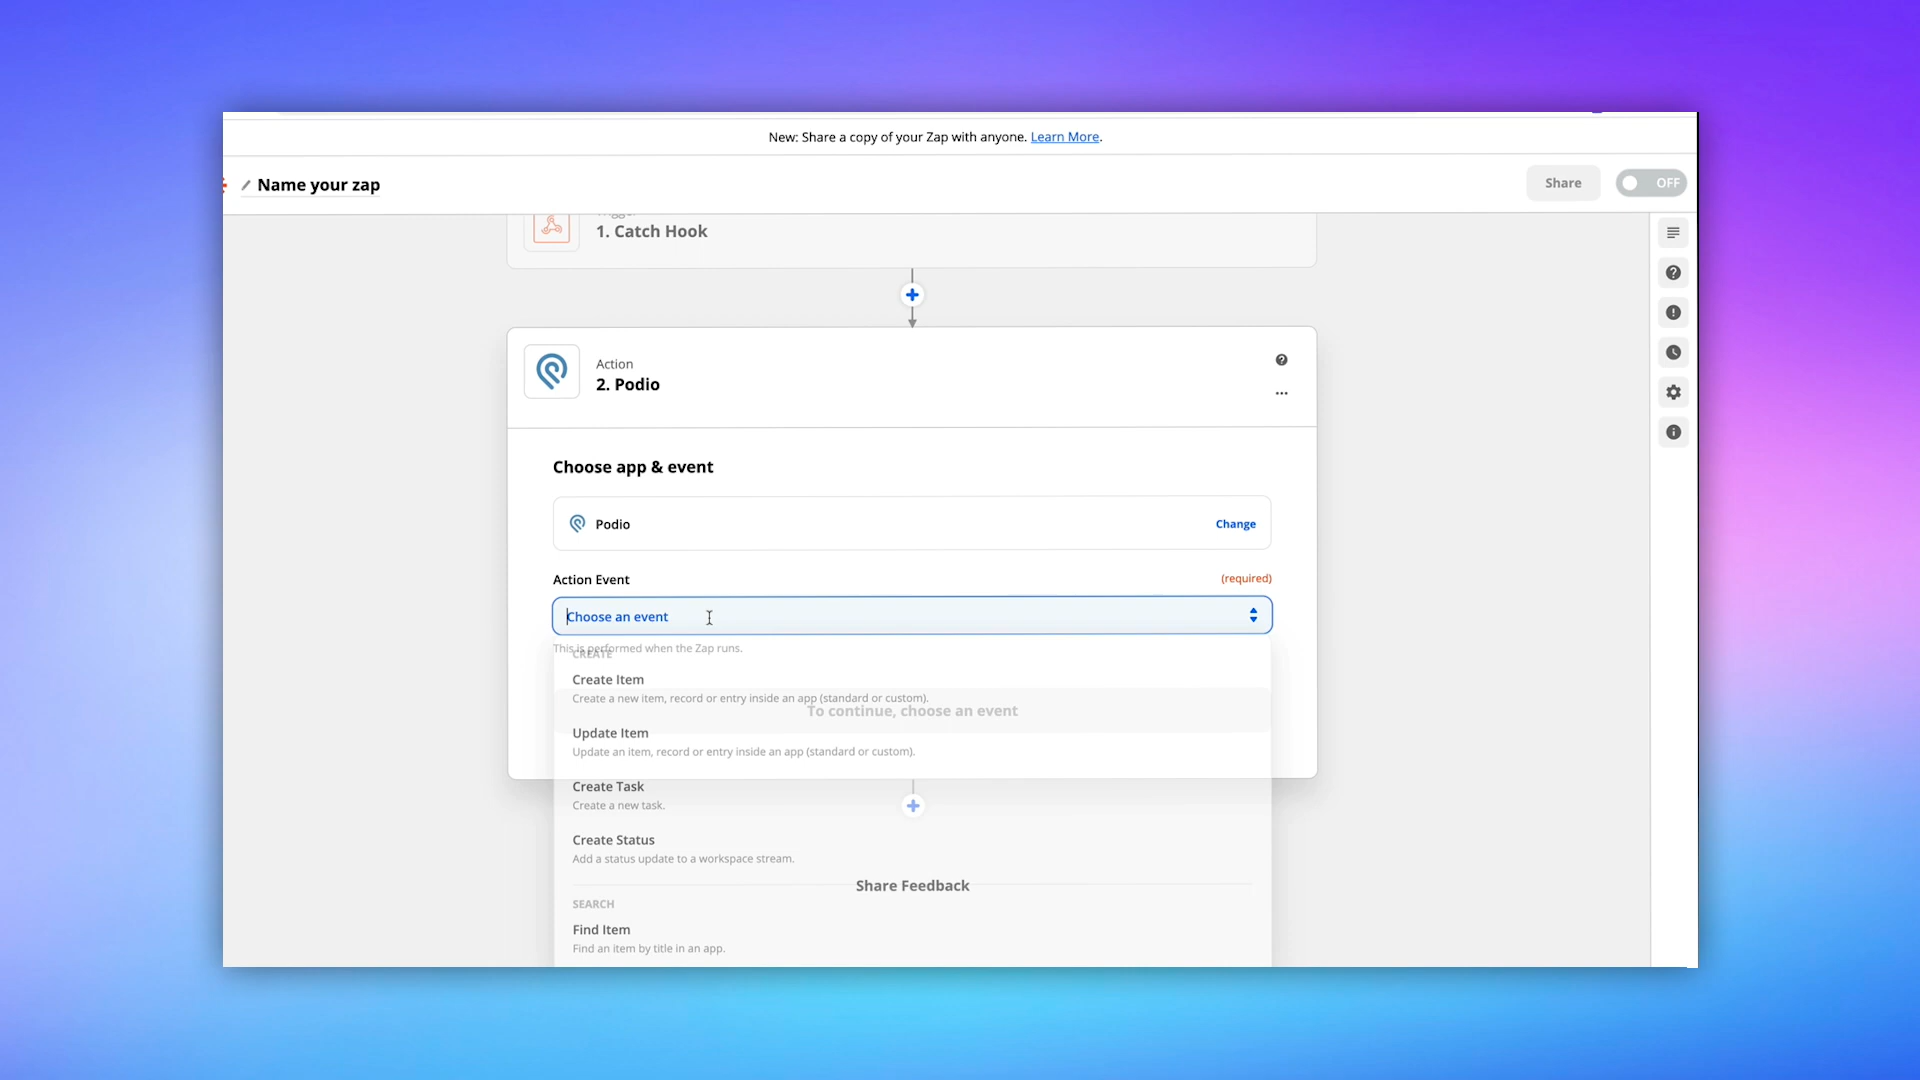 New: Share a copy of your Zap with anyone. Learn More.
Name your zap
Share
OFF
Trigger
1. Catch Hook
Action
2. Podio
Choose app & event
Podio
Change
Action Event
(required)
Choose an event
This is performed when the Zap runs.
CREATE
Create Item
Create a new item, record or entry inside an app (standard or custom).
To continue, choose an event
Update Item
Update an item, record or entry inside an app (standard or custom).
Create Task
Create a new task.
Create Status
Add a status update to a workspace stream.
Share Feedback
SEARCH
Find Item
Find an item by title in an app.